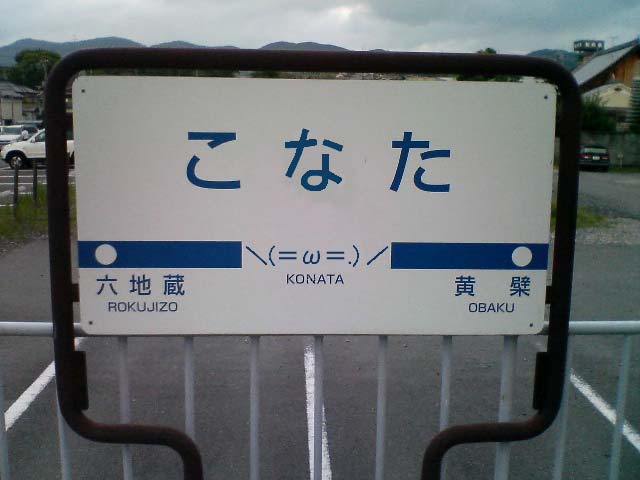 こなた
＼(=ω=.)／
KONATA
六地蔵
ROKUJIZO
黄檗
OBAKU